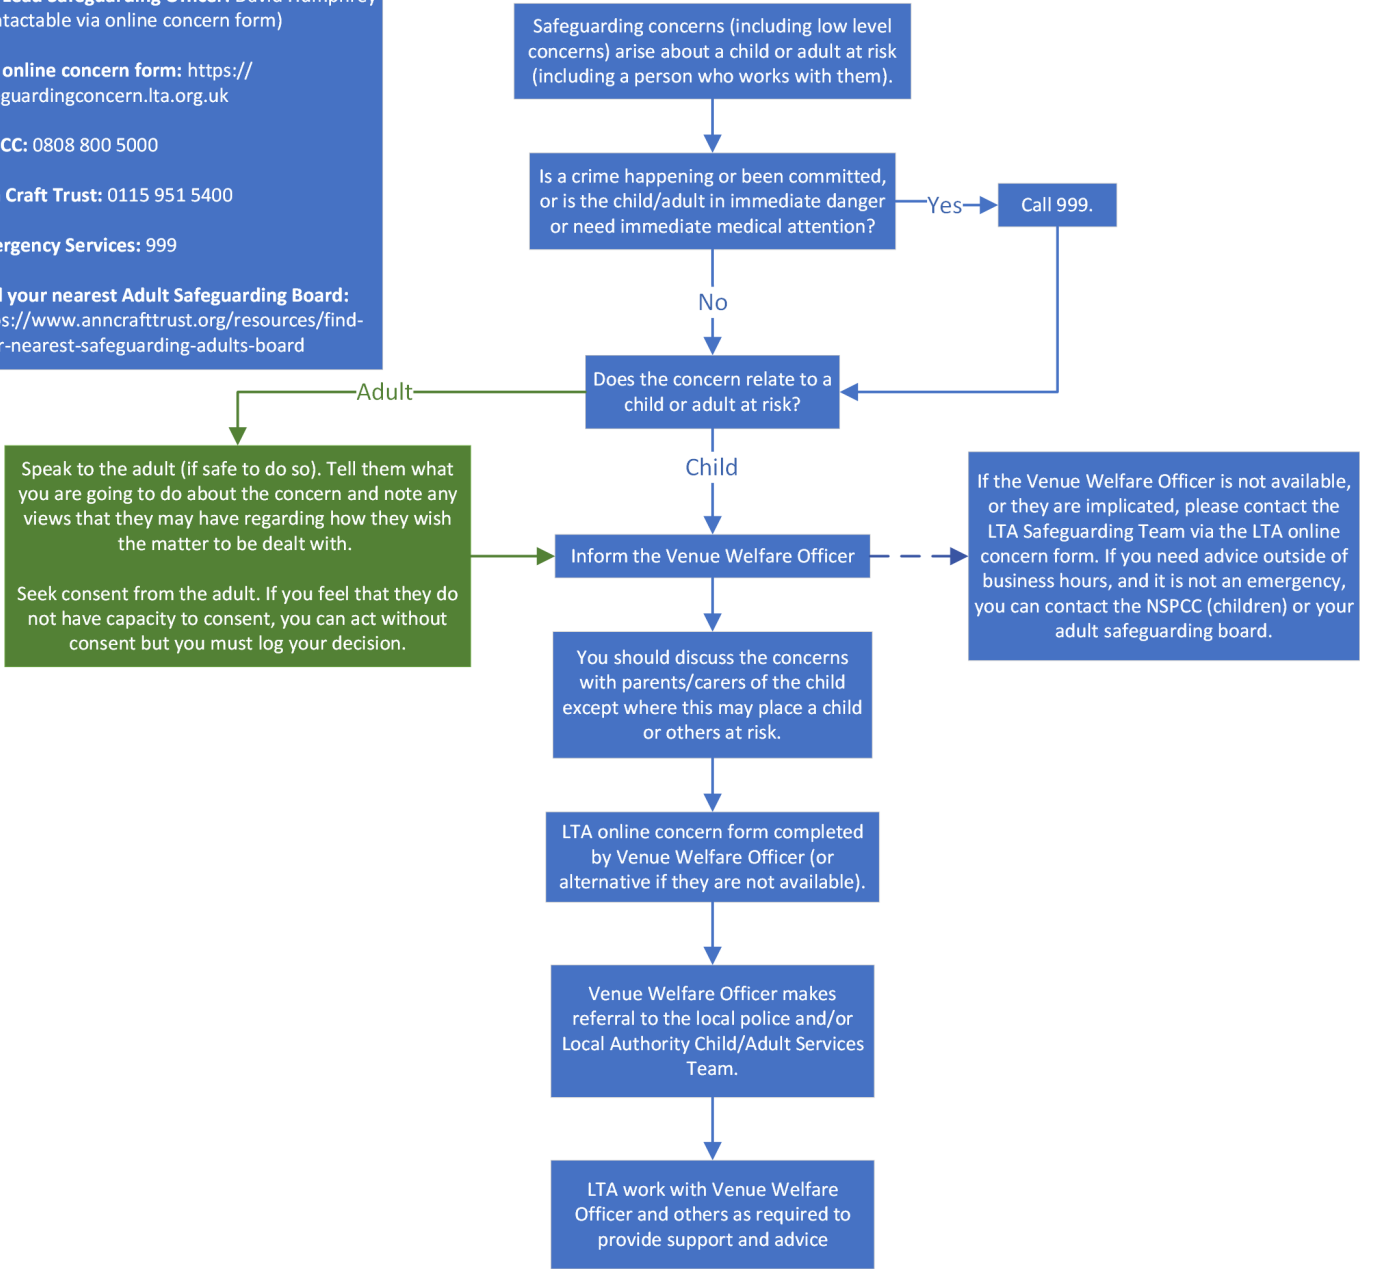 Safeguarding Officer: David Humphrey
ntactable via online concern form)
online concern form: https://
guardingconcern.lta.org.uk
CC: 0808 800 5000
Craft Trust: 0115 951 5400
ergency Services: 999
your nearest Adult Safeguarding Board:
s://www.anncrafttrust.org/resources/find-
r-nearest-safeguarding-adults-board
Safeguarding concerns (including low level
concerns) arise about a child or adult at risk
(including a person who works with them).
Is a crime happening or been committed,
or is the child/adult in immediate danger
or need immediate medical attention?
Yes
Call 999.
No
Does the concern relate to a
child or adult at risk?
Adult
Child
Speak to the adult (if safe to do so). Tell them what
you are going to do about the concern and note any
views that they may have regarding how they wish
the matter to be dealt with.
Seek consent from the adult. If you feel that they do
not have capacity to consent, you can act without
consent but you must log your decision.
Inform the Venue Welfare Officer
If the Venue Welfare Officer is not available,
or they are implicated, please contact the
LTA Safeguarding Team via the LTA online
concern form. If you need advice outside of
business hours, and it is not an emergency,
you can contact the NSPCC (children) or your
adult safeguarding board.
You should discuss the concerns
with parents/carers of the child
except where this may place a child
or others at risk.
LTA online concern form completed
by Venue Welfare Officer (or
alternative if they are not available).
Venue Welfare Officer makes
referral to the local police and/or
Local Authority Child/Adult Services
Team.
LTA work with Venue Welfare
Officer and others as required to
provide support and advice